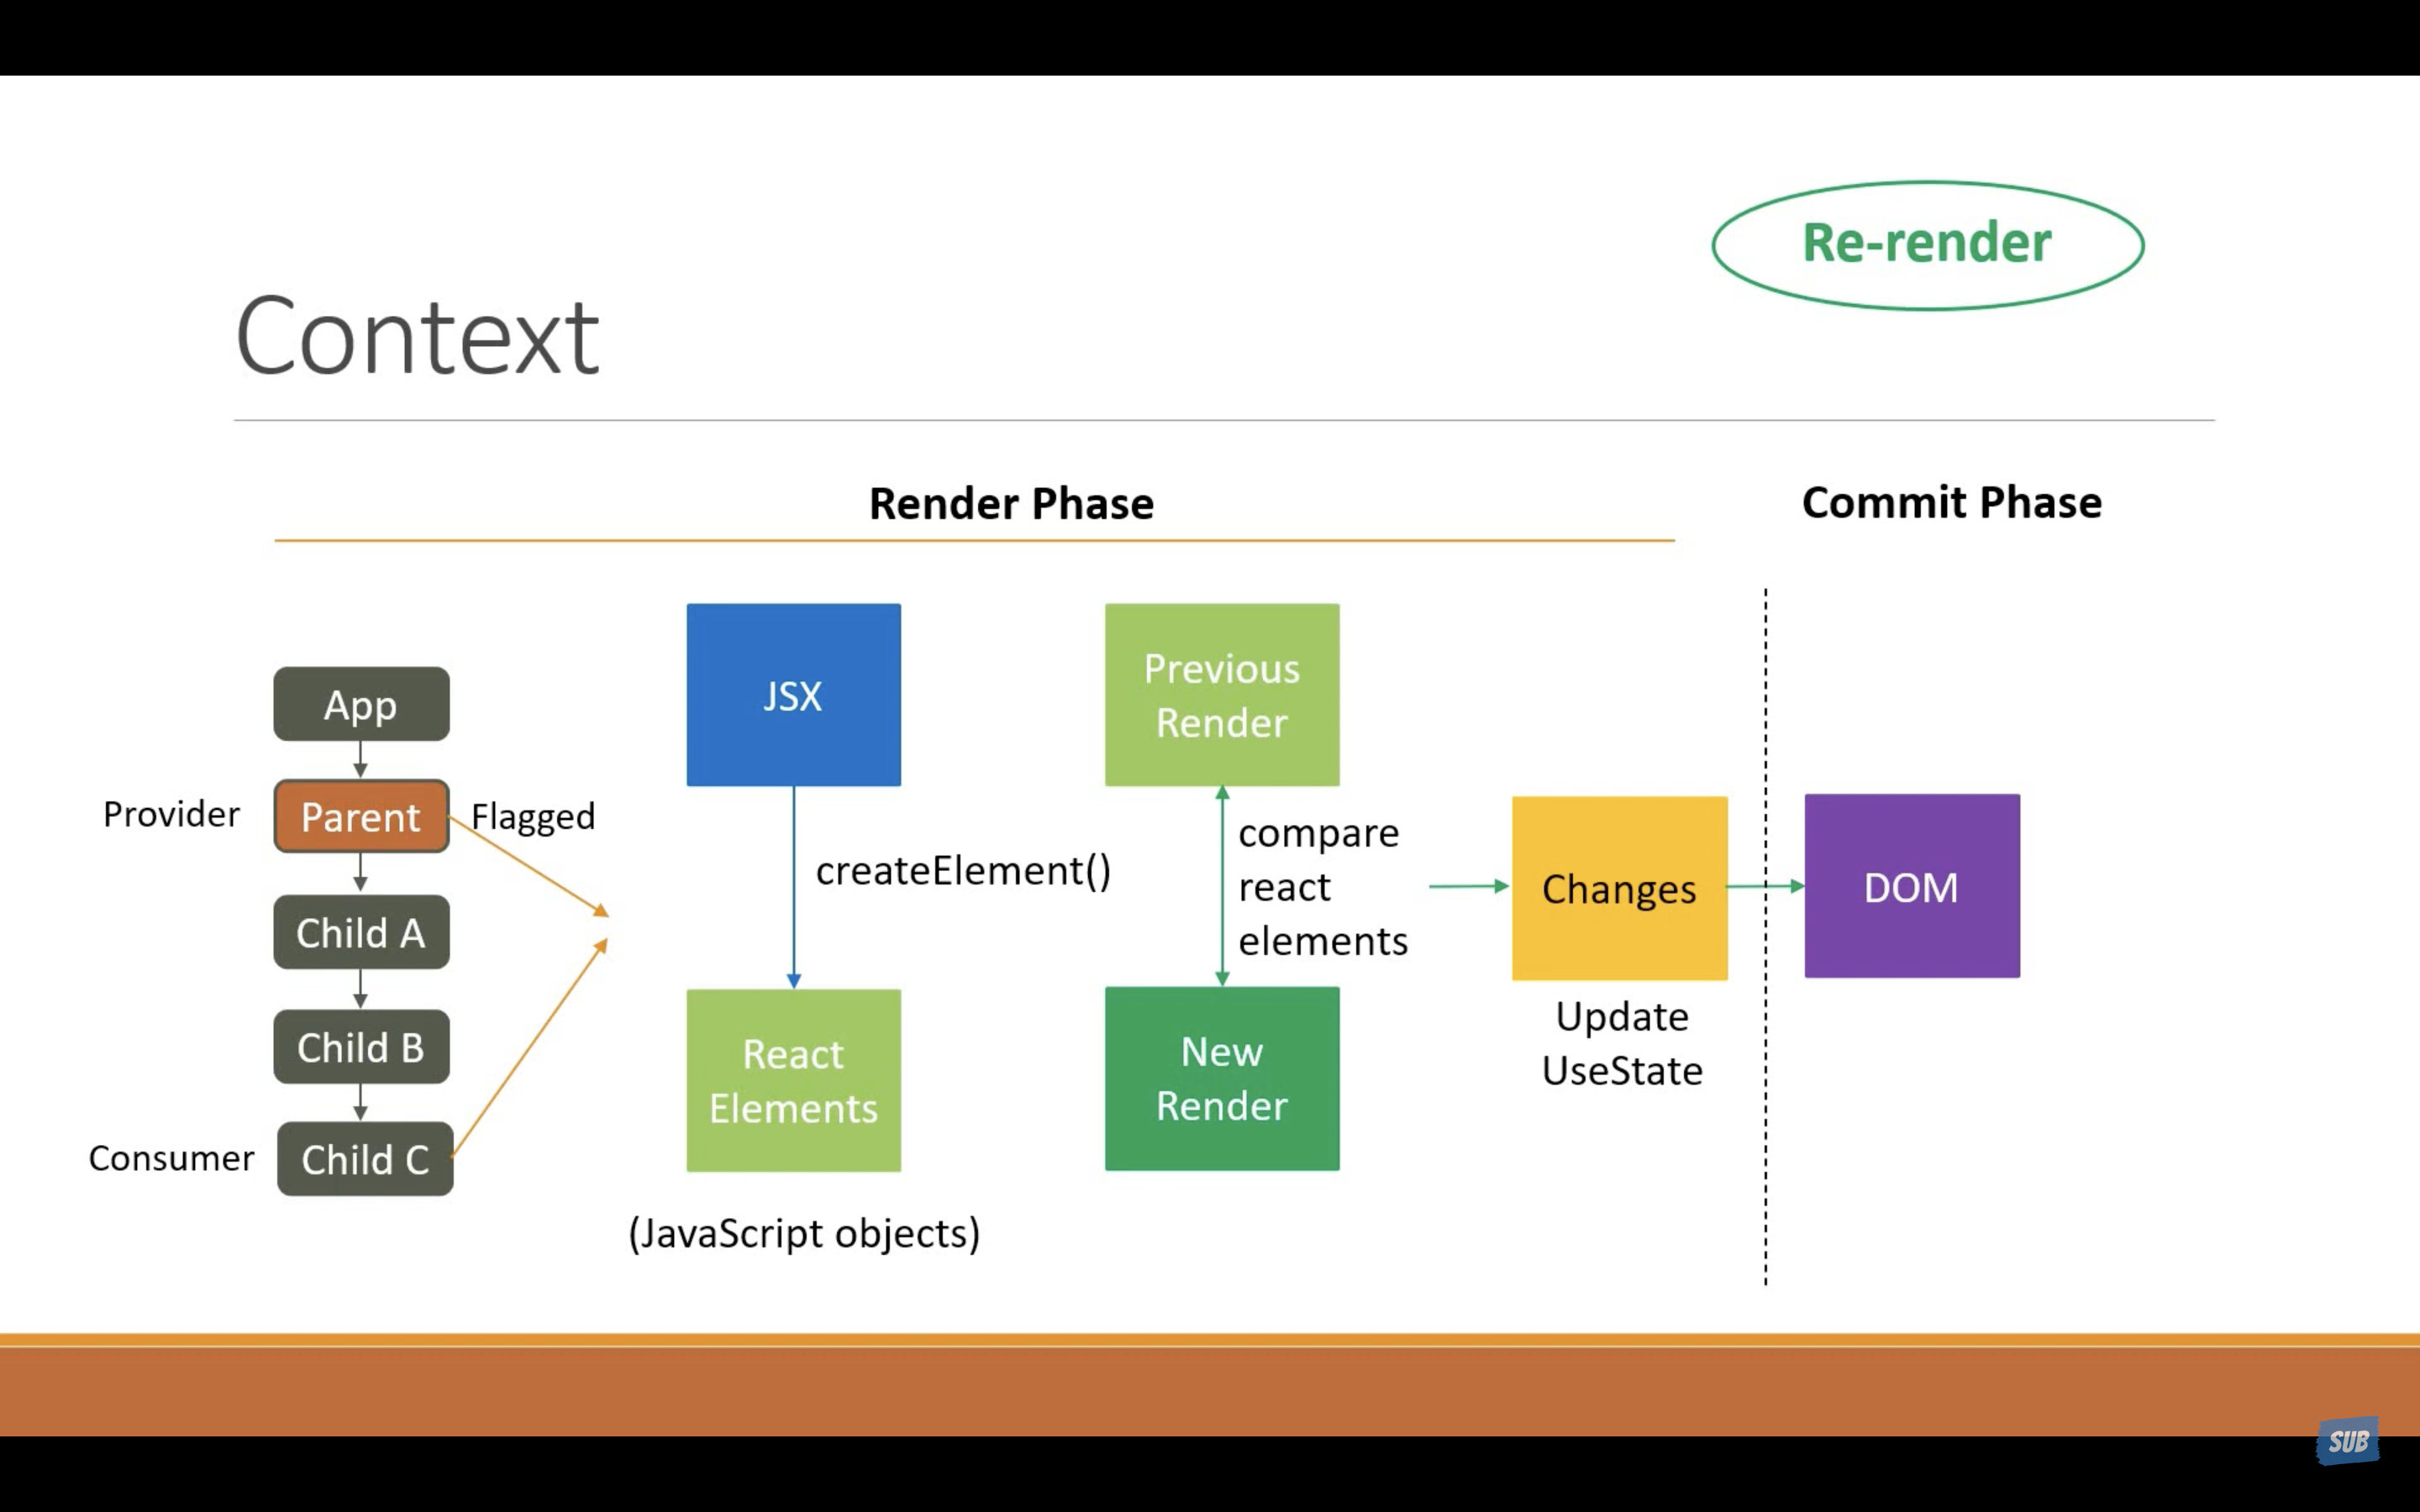 Re-render
Context
Render Phase
Commit Phase
App
Provider
Parent
Flagged
Child A
Child B
Consumer
Child C
JSX
createElement()
React
Elements
(JavaScript objects)
Previous
Render
compare
react
elements
New
Render
Changes
Update
UseState
DOM
SUB